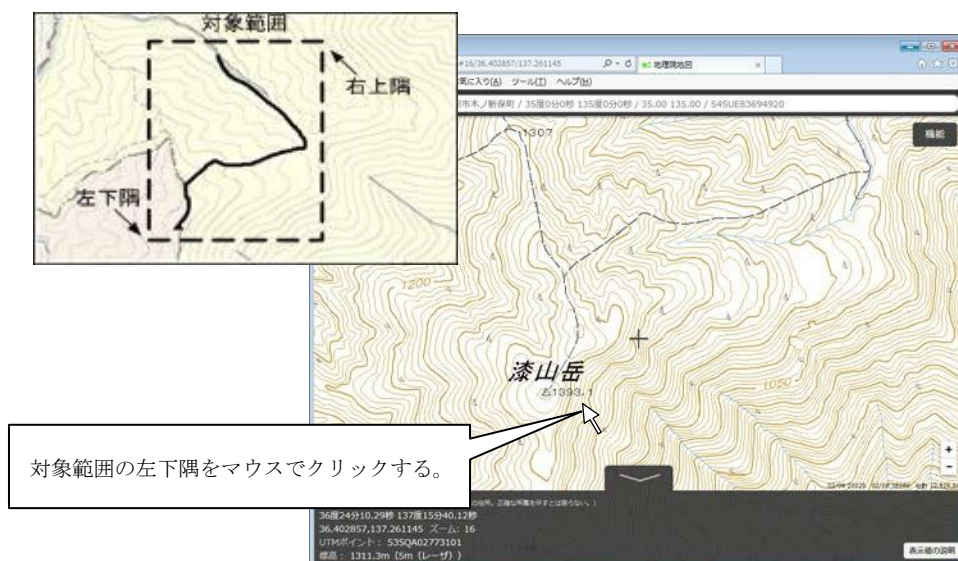 対象範囲
右上隅
左下隅
#16/36.402857/137.261145
地理院地図
ツール(T) ヘルプ(H)
市木ノ新保町 / 35度0分0秒 135度0分0秒 / 35.00 135.00 / 54SUE83694920
機能
1307
1200
漆山岳
1393.1
1050
対象範囲の左下隅をマウスでクリックする。
36度24分10.29秒 137度15分40.12秒
36.402857,137.261145 ズーム: 16
UTMポイント: 53SQA02773101
標高: 1311.3m (5m (レーザ))
表示値の説明